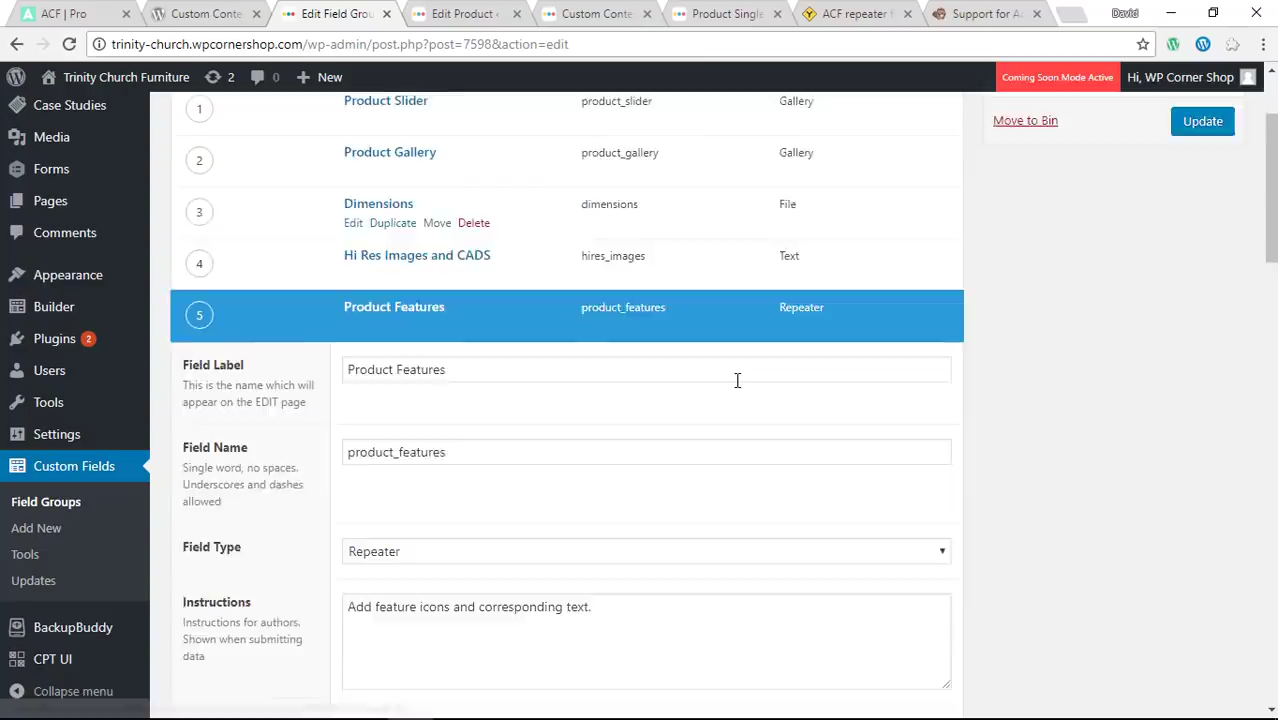 ACF | Pro
Custom Conte
Edit Field Grou
Edit Product
Custom Conte
Product Single
ACF repeater f
Support for Ac
David
trinity-church.wpcornershop.com/wp-admin/post.php?post=7598&action=edit
Trinity Church Furniture
2
0
New
Coming Soon Mode Active
Hi, WP Corner Shop
Case Studies
Media
Forms
Pages
Comments
Appearance
Builder
Plugins 2
Users
Tools
Settings
Custom Fields
Field Groups
Add New
Tools
Updates
BackupBuddy
CPT UI
Collapse menu
1 Product Slider product_slider Gallery
2 Product Gallery product_gallery Gallery
3 Dimensions dimensions File
Edit Duplicate Move Delete
4 Hi Res Images and CADS hires_images Text
5 Product Features product_features Repeater
Field Label
This is the name which will
appear on the EDIT page
Product Features
Field Name
Single word, no spaces.
Underscores and dashes
allowed
product_features
Field Type
Repeater
Instructions
Instructions for authors.
Shown when submitting
data
Add feature icons and corresponding text.
Move to Bin
Update